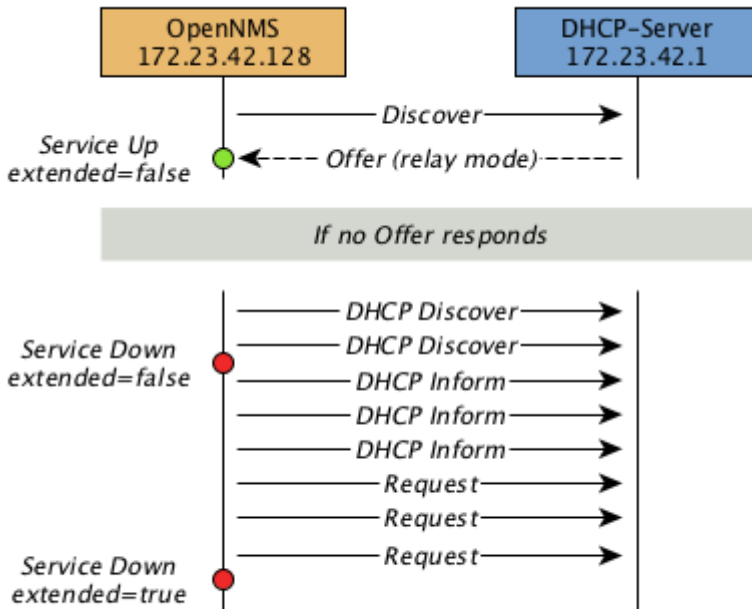 OpenNMS
172.23.42.128
DHCP-Server
172.23.42.1
Discover
Service Up
extended=false
Offer (relay mode)
If no Offer responds
DHCP Discover
DHCP Discover
Service Down
extended=false
DHCP Inform
DHCP Inform
DHCP Inform
Request
Request
Request
Service Down
extended=true